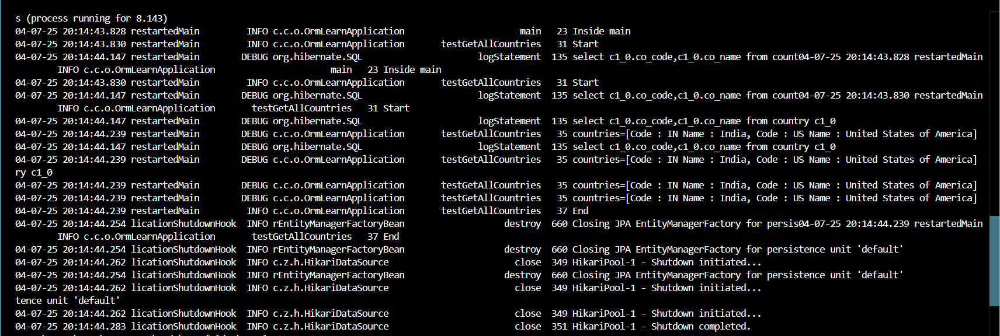 s (process running for 8.143)
04-07-25 20:14:43.828 restartedMain         INFO c.c.o.OrmLearnApplication                      main   23 Inside main
04-07-25 20:14:43.830 restartedMain         INFO c.c.o.OrmLearnApplication       testGetAllCountries   31 Start
04-07-25 20:14:44.147 restartedMain        DEBUG org.hibernate.SQL                      logStatement  135 select c1_0.co_code,c1_0.co_name from count04-07-25 20:14:43.828 restartedMain
        INFO c.c.o.OrmLearnApplication                      main   23 Inside main
04-07-25 20:14:43.830 restartedMain         INFO c.c.o.OrmLearnApplication       testGetAllCountries   31 Start
04-07-25 20:14:44.147 restartedMain        DEBUG org.hibernate.SQL                      logStatement  135 select c1_0.co_code,c1_0.co_name from count04-07-25 20:14:43.830 restartedMain
        INFO c.c.o.OrmLearnApplication       testGetAllCountries   31 Start
04-07-25 20:14:44.147 restartedMain        DEBUG org.hibernate.SQL                      logStatement  135 select c1_0.co_code,c1_0.co_name from country c1_0
04-07-25 20:14:44.239 restartedMain        DEBUG c.c.o.OrmLearnApplication       testGetAllCountries   35 countries=[Code : IN Name : India, Code : US Name : United States of America]
04-07-25 20:14:44.147 restartedMain        DEBUG org.hibernate.SQL                      logStatement  135 select c1_0.co_code,c1_0.co_name from country c1_0
04-07-25 20:14:44.239 restartedMain        DEBUG c.c.o.OrmLearnApplication       testGetAllCountries   35 countries=[Code : IN Name : India, Code : US Name : United States of America]
ry c1_0
04-07-25 20:14:44.239 restartedMain        DEBUG c.c.o.OrmLearnApplication       testGetAllCountries   35 countries=[Code : IN Name : India, Code : US Name : United States of America]
04-07-25 20:14:44.239 restartedMain        DEBUG c.c.o.OrmLearnApplication       testGetAllCountries   35 countries=[Code : IN Name : India, Code : US Name : United States of America]
04-07-25 20:14:44.239 restartedMain         INFO c.c.o.OrmLearnApplication       testGetAllCountries   37 End
04-07-25 20:14:44.254 licationShutdownHook  INFO rEntityManagerFactoryBean                   destroy  660 Closing JPA EntityManagerFactory for persis04-07-25 20:14:44.239 restartedMain
        INFO c.c.o.OrmLearnApplication       testGetAllCountries   37 End
04-07-25 20:14:44.254 licationShutdownHook  INFO rEntityManagerFactoryBean                   destroy  660 Closing JPA EntityManagerFactory for persistence unit 'default'
04-07-25 20:14:44.262 licationShutdownHook  INFO c.z.h.HikariDataSource                        close  349 HikariPool-1 - Shutdown initiated...
04-07-25 20:14:44.254 licationShutdownHook  INFO rEntityManagerFactoryBean                   destroy  660 Closing JPA EntityManagerFactory for persistence unit 'default'
04-07-25 20:14:44.262 licationShutdownHook  INFO c.z.h.HikariDataSource                        close  349 HikariPool-1 - Shutdown initiated...
tence unit 'default'
04-07-25 20:14:44.262 licationShutdownHook  INFO c.z.h.HikariDataSource                        close  349 HikariPool-1 - Shutdown initiated...
04-07-25 20:14:44.283 licationShutdownHook  INFO c.z.h.HikariDataSource                        close  351 HikariPool-1 - Shutdown completed.